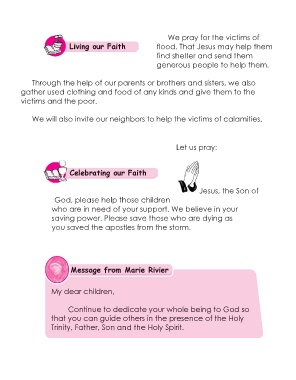 Living our Faith
We pray for the victims of
flood. That Jesus may help them
find shelter and send them
generous people to help them.
Through the help of our parents or brothers and sisters, we also
gather used clothing and food of any kinds and give them to the
victims and the poor.
We will also invite our neighbors to help the victims of calamities.
Let us pray:
Celebrating our Faith
Jesus, the Son of
God, please help those children
who are in need of your support. We believe in your
saving power. Please save those who are dying as
you saved the apostles from the storm.
Message from Marie Rivier
My dear children,
Continue to dedicate your whole being to God so
that you can guide others in the presence of the Holy
Trinity, Father, Son and the Holy Spirit.